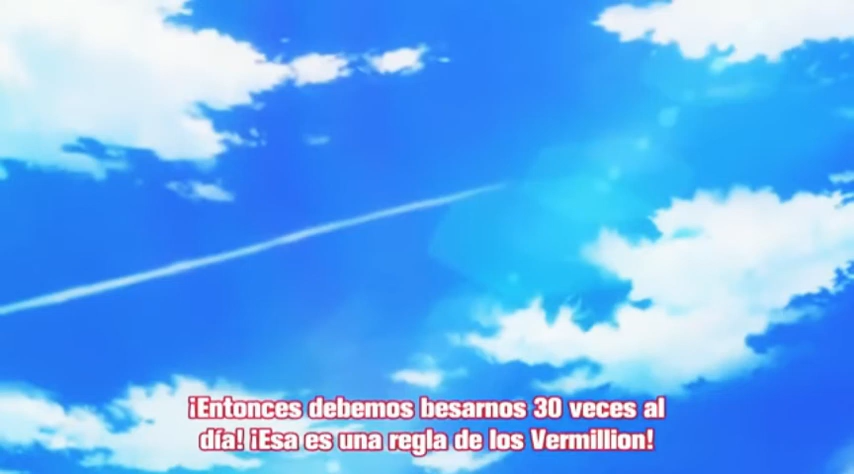 ¡Entonces debemos besarnos 30 veces al
día! ¡Esa es una regla de los Vermillion!